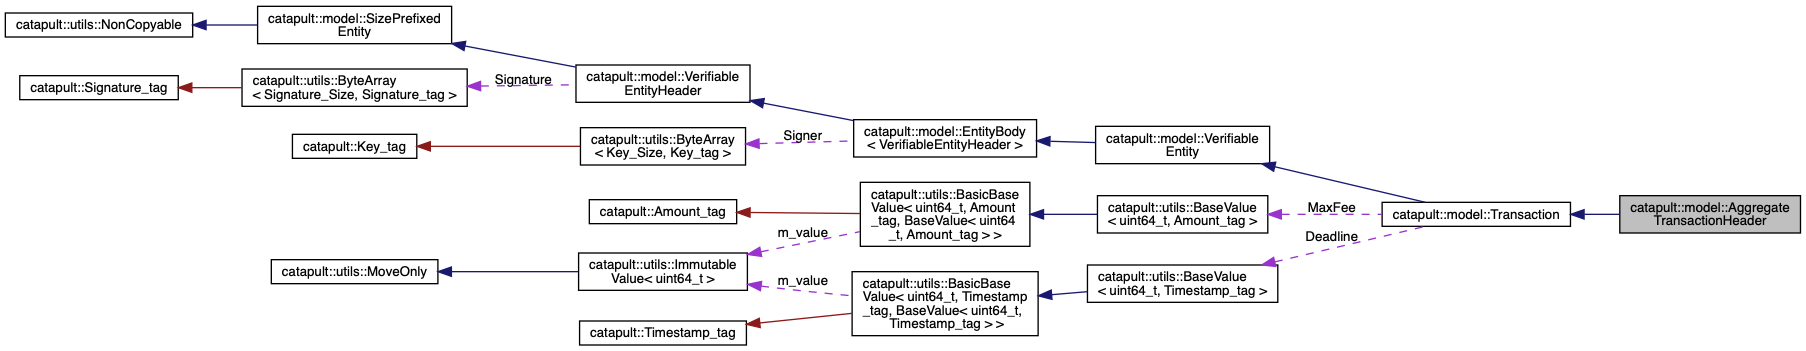 catapult::utils::NonCopyable
catapult::model::SizePrefixed
Entity
catapult::Signature_tag
catapult::utils::ByteArray
< Signature_Size, Signature_tag >
Signature
catapult::model::Verifiable
EntityHeader
catapult::Key_tag
catapult::utils::ByteArray
< Key_Size, Key_tag >
Signer
catapult::model::EntityBody
< VerifiableEntityHeader >
catapult::model::Verifiable
Entity
catapult::Amount_tag
catapult::utils::BasicBase
Value< uint64_t, Amount
_tag, BaseValue< uint64
_t, Amount_tag > >
catapult::utils::BaseValue
< uint64_t, Amount_tag >
MaxFee
catapult::model::Transaction
catapult::model::Aggregate
TransactionHeader
m_value
Deadline
catapult::utils::MoveOnly
catapult::utils::Immutable
Value< uint64_t >
m_value
catapult::utils::BasicBase
Value< uint64_t, Timestamp
_tag, BaseValue< uint64_t,
Timestamp_tag > >
catapult::utils::BaseValue
< uint64_t, Timestamp_tag >
catapult::Timestamp_tag